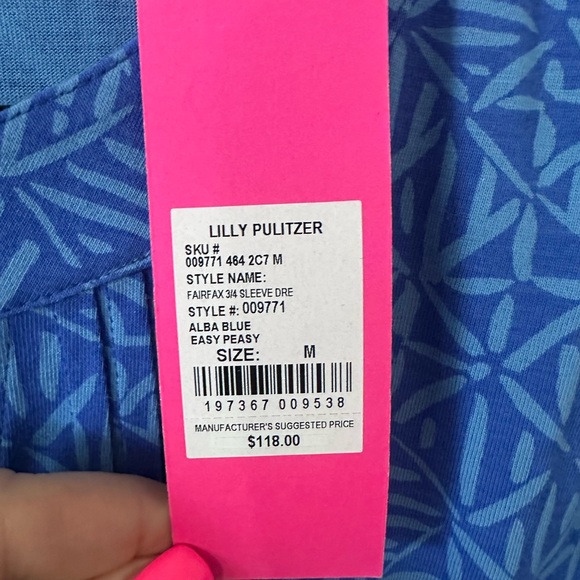 LILLY PULITZER
SKU #
009771 464 2C7 M
STYLE NAME:
FAIRFAX 3/4 SLEEVE DRE
STYLE #: 009771
ALBA BLUE
EASY PEASY
SIZE: M
197367 009538
MANUFACTURER'S SUGGESTED PRICE
$118.00